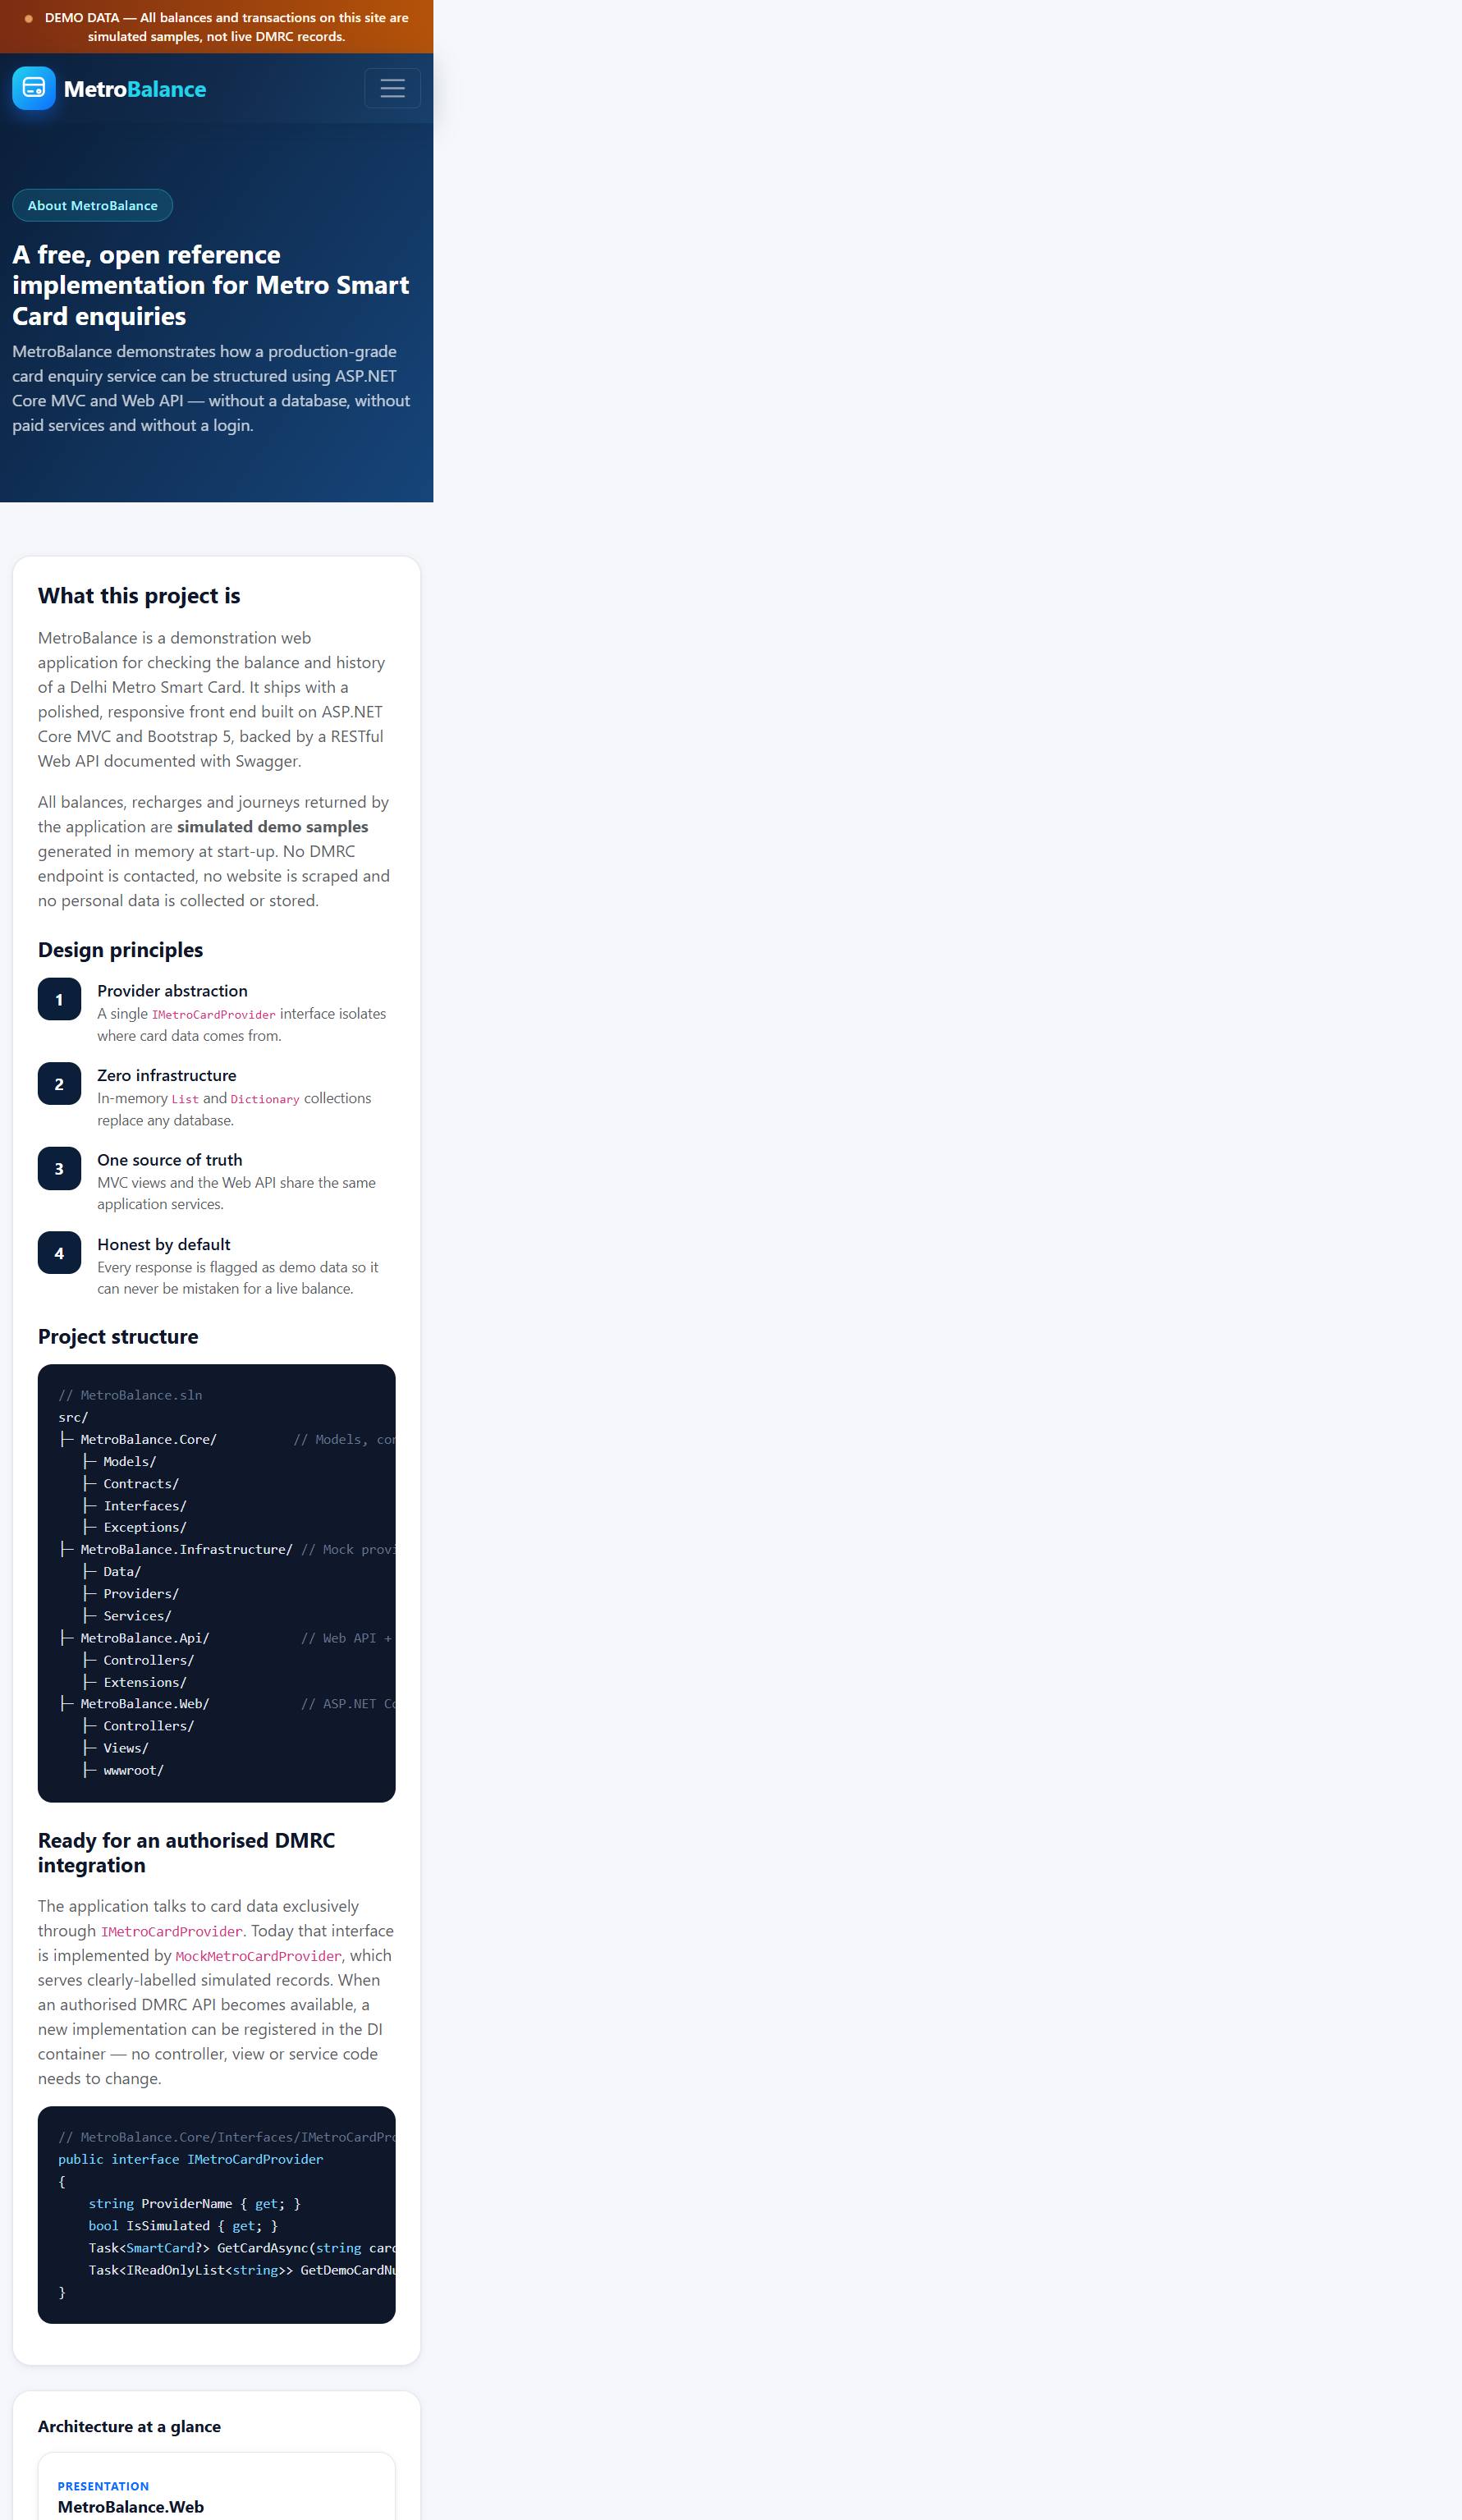 DEMO DATA — All balances and transactions on this site are
simulated samples, not live DMRC records.
MetroBalance
About MetroBalance
A free, open reference
implementation for Metro Smart
Card enquiries
MetroBalance demonstrates how a production-grade
card enquiry service can be structured using ASP.NET
Core MVC and Web API — without a database, without
paid services and without a login.
What this project is
MetroBalance is a demonstration web
application for checking the balance and history
of a Delhi Metro Smart Card. It ships with a
polished, responsive front end built on ASP.NET
Core MVC and Bootstrap 5, backed by a RESTful
Web API documented with Swagger.
All balances, recharges and journeys returned by
the application are simulated demo samples
generated in memory at start-up. No DMRC
endpoint is contacted, no website is scraped and
no personal data is collected or stored.
Design principles
1
Provider abstraction
A single IMetroCardProvider interface isolates
where card data comes from.
2
Zero infrastructure
In-memory List and Dictionary collections
replace any database.
3
One source of truth
MVC views and the Web API share the same
application services.
4
Honest by default
Every response is flagged as demo data so it
can never be mistaken for a live balance.
Project structure
// MetroBalance.sln
src/
├─ MetroBalance.Core/          // Models, con
   ├─ Models/
   ├─ Contracts/
   ├─ Interfaces/
   ├─ Exceptions/
├─ MetroBalance.Infrastructure/ // Mock provi
   ├─ Data/
   ├─ Providers/
   ├─ Services/
├─ MetroBalance.Api/            // Web API +
   ├─ Controllers/
   ├─ Extensions/
├─ MetroBalance.Web/            // ASP.NET Co
   ├─ Controllers/
   ├─ Views/
   ├─ wwwroot/
Ready for an authorised DMRC
integration
The application talks to card data exclusively
through IMetroCardProvider. Today that interface
is implemented by MockMetroCardProvider, which
serves clearly-labelled simulated records. When
an authorised DMRC API becomes available, a
new implementation can be registered in the DI
container — no controller, view or service code
needs to change.
// MetroBalance.Core/Interfaces/IMetroCardPro
public interface IMetroCardProvider
{
    string ProviderName { get; }
    bool IsSimulated { get; }
    Task<SmartCard?> GetCardAsync(string card
    Task<IReadOnlyList<string>> GetDemoCardNu
}
Architecture at a glance
PRESENTATION
MetroBalance.Web